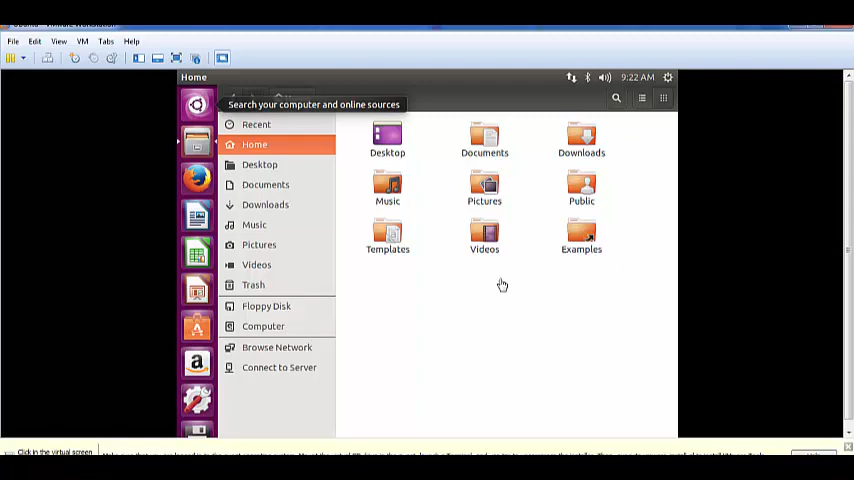 File Edit View VM Tabs Help
Home
9:22 AM
Search your computer and online sources
Recent
Home
Desktop
Documents
Downloads
Music
Pictures
Videos
Trash
Floppy Disk
Computer
Browse Network
Connect to Server
Desktop Documents Downloads
Music Pictures Public
Templates Videos Examples
Click in the virtual screen